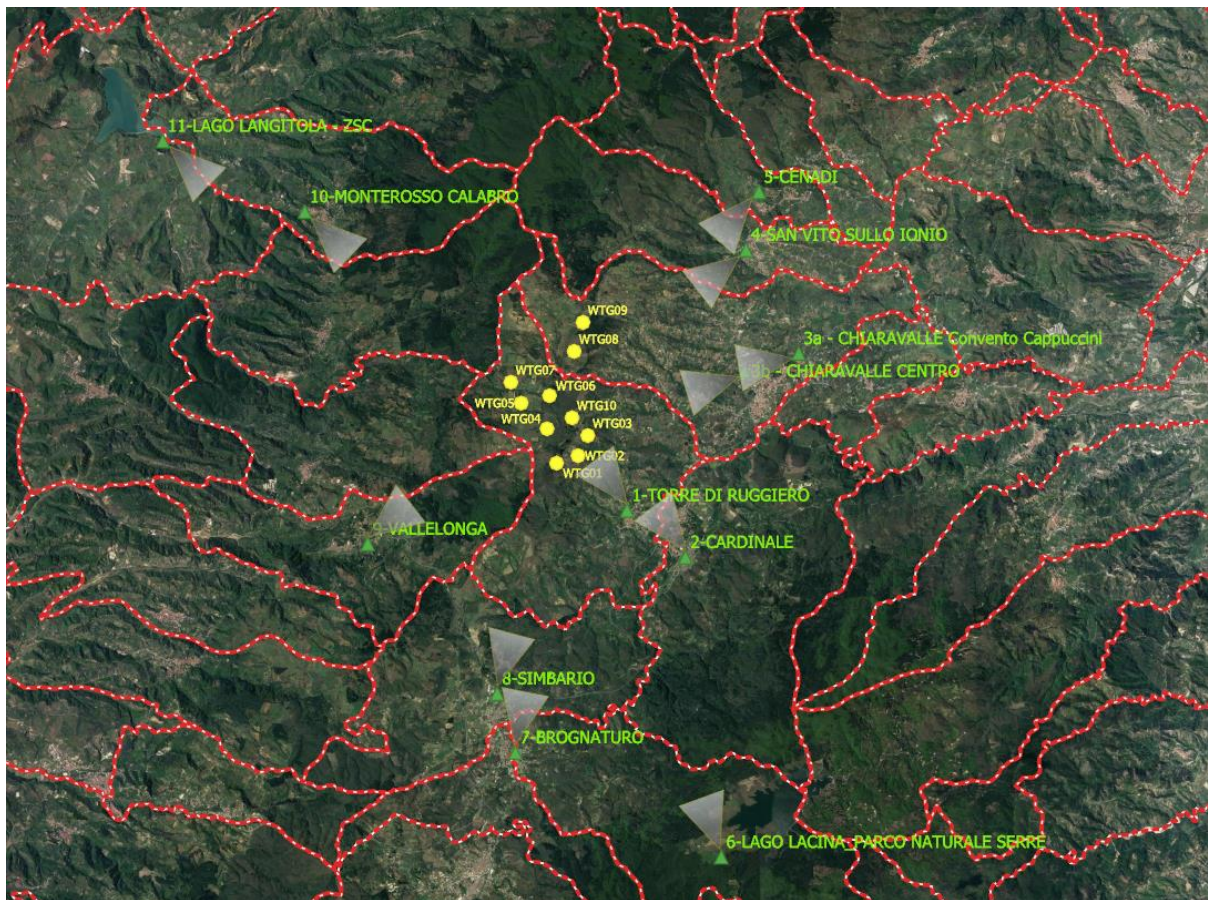 11-LAGO LANGITOLA - ZSC
5-CENADI
10-MONTEROSSO CALABRO
4-SAN VITO SULLO IONIO
WTG09
WTG08
3a - CHIARAVALLE Convento Cappuccini
3b - CHIARAVALLE CENTRO
WTG07
WTG06
WTG05
WTG10
WTG04
WTG03
WTG02
WTG01
1-TORRE DI RUGGIERO
9-VALLELONGA
2-CARDINALE
8-SIMBARIO
7-BROGNATURO
6-LAGO LACINA_PARCO NATURALE SERRE